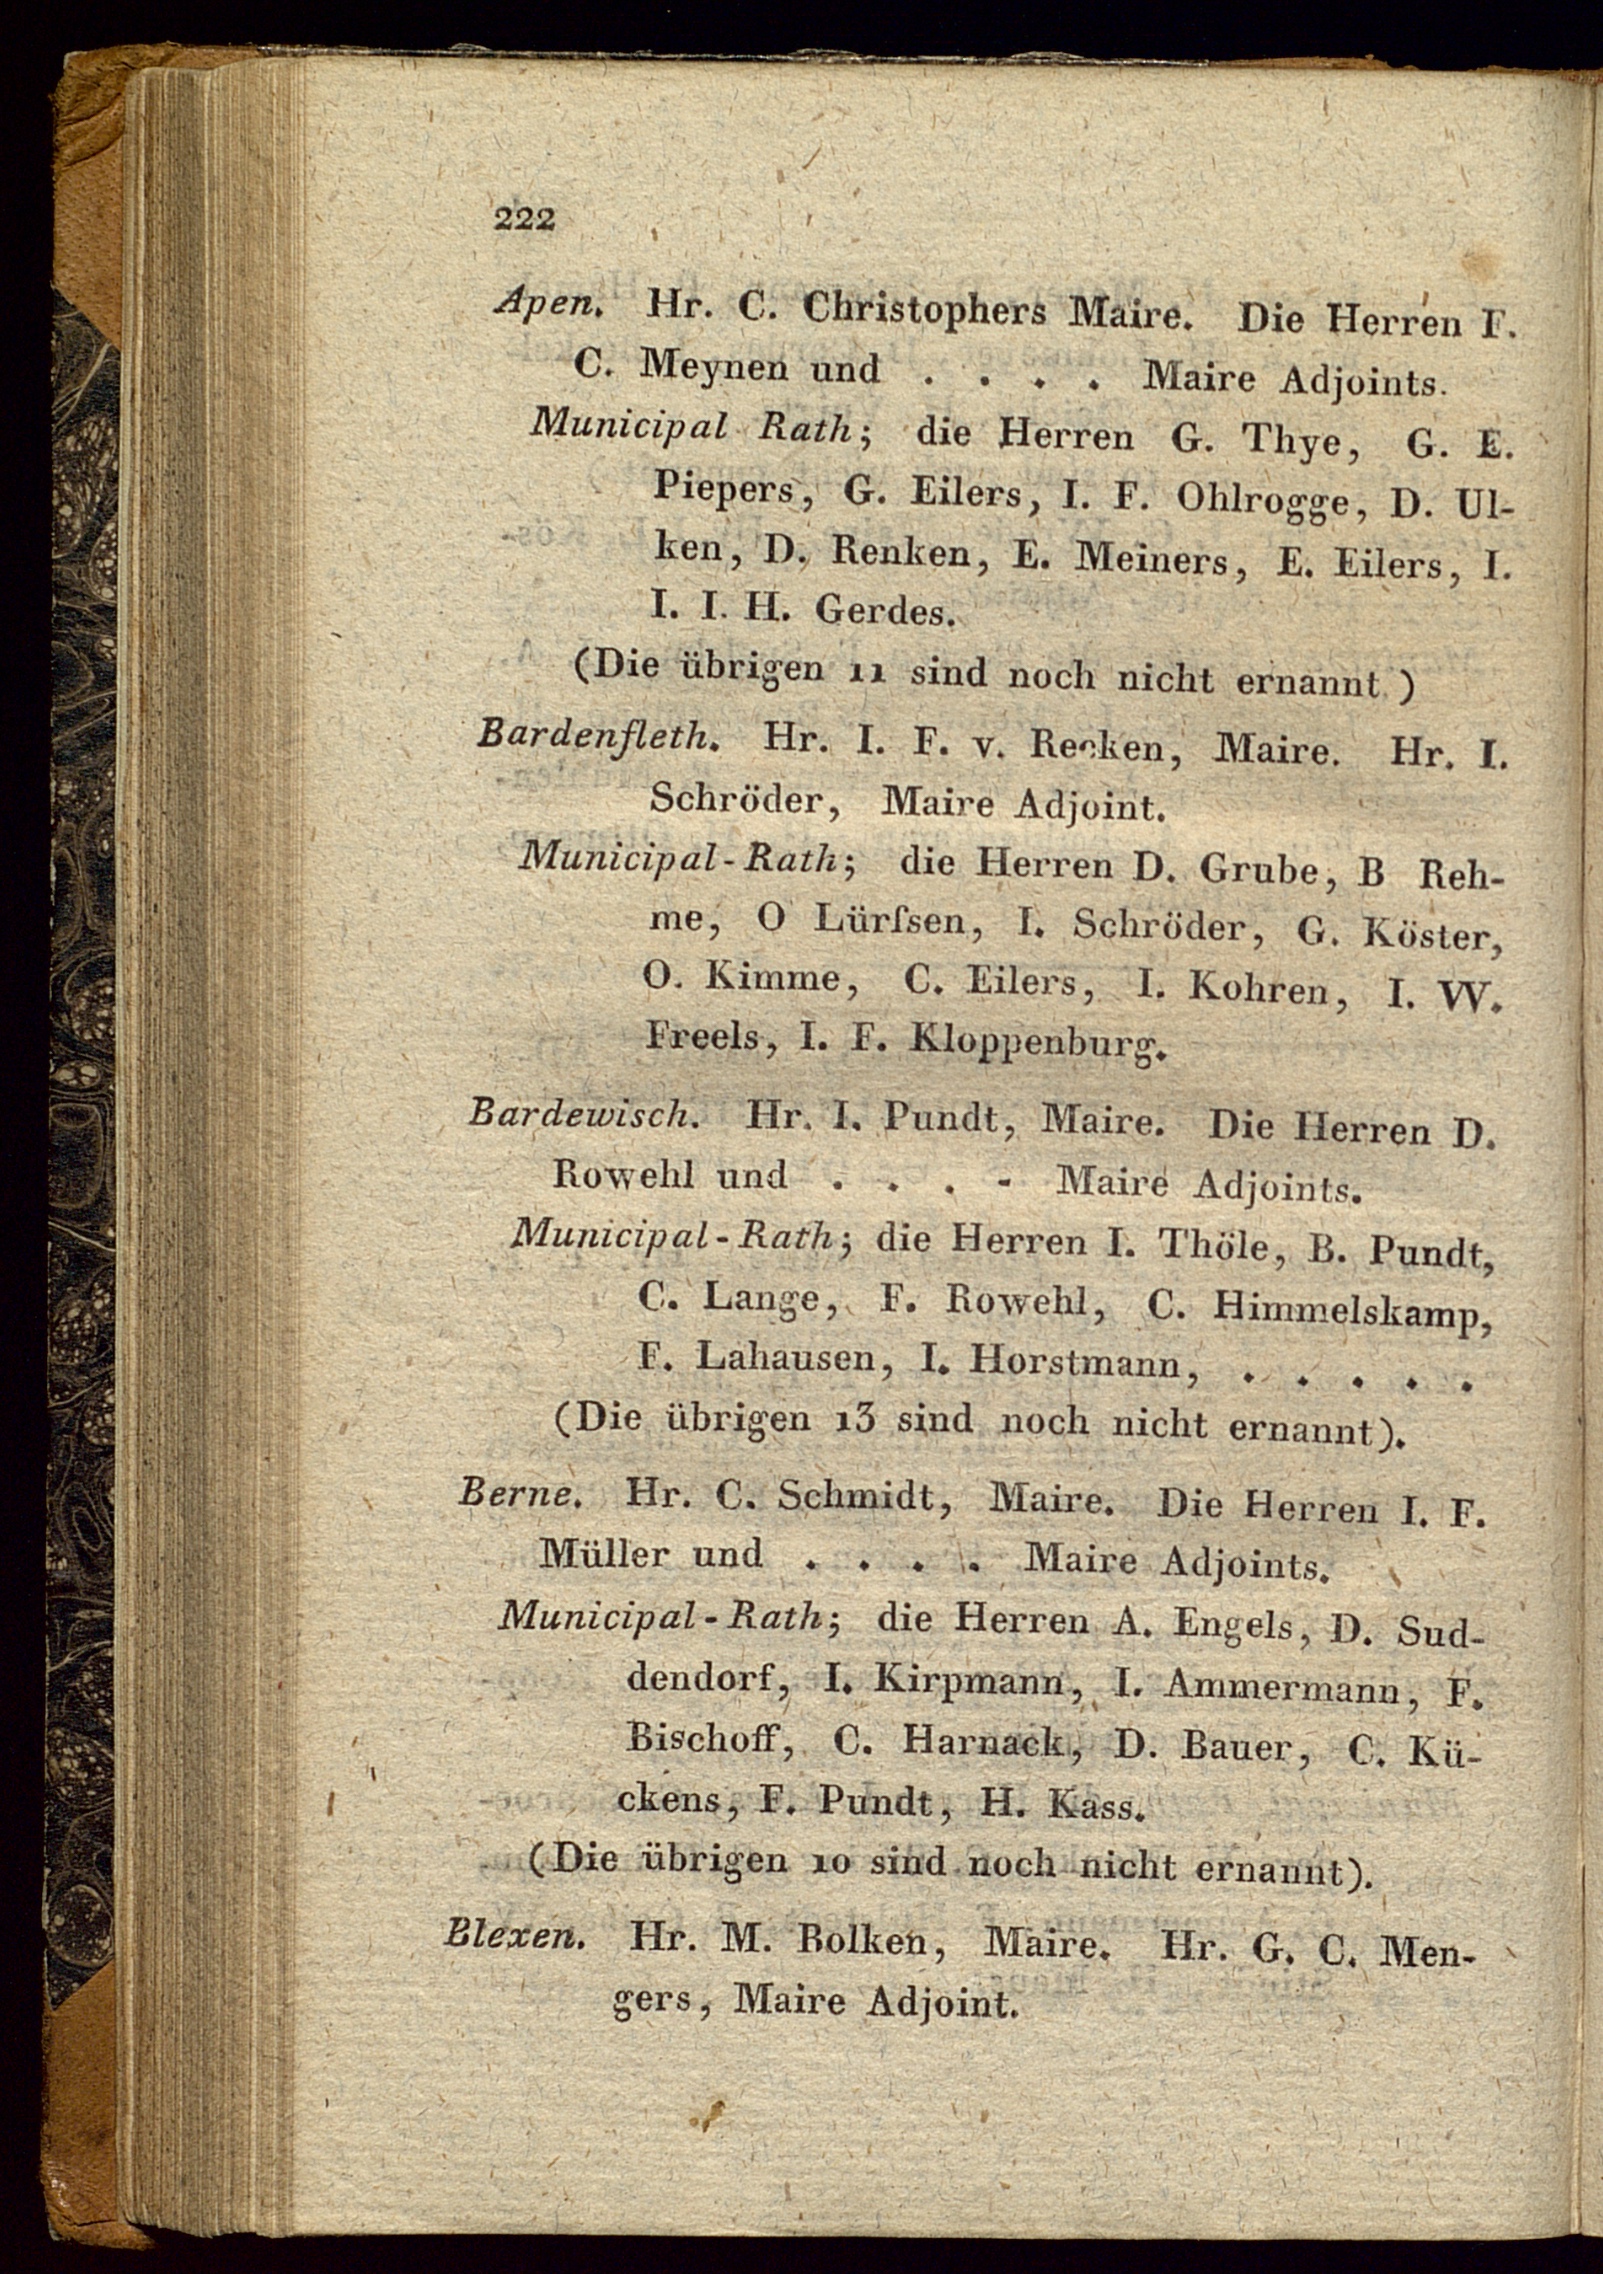 222
Apen. Hr. C. Christophers Maire. Die Herren F.
C. Meynen und . . . . Maire Adjoints.
Municipal Rath; die Herren G. Thye, G. E.
Piepers, G. Eilers, I. F. Ohlrogge, D. Ul-
ken, D. Renken, E. Meiners, E. Eilers, I.
I. I. H. Gerdes.
(Die übrigen 11 sind noch nicht ernannt.)
Bardenfleth. Hr. I. F. v. Recken, Maire. Hr. I.
Schröder, Maire Adjoint.
Municipal-Rath; die Herren D. Grube, B Reh-
me, O Lürſsen, I. Schröder, G. Köster,
O. Kimme, C. Eilers, I. Kohren, I. W.
Freels, I. F. Kloppenburg.
Bardewisch. Hr. I. Pundt, Maire. Die Herren D.
Rowehl und . . . - Maire Adjoints.
Municipal-Rath; die Herren I. Thöle, B. Pundt,
C. Lange, F. Rowehl, C. Himmelskamp,
F. Lahausen, I. Horstmann, . . . . .
(Die übrigen 13 sind noch nicht ernannt).
Berne. Hr. C. Schmidt, Maire. Die Herren I. F.
Müller und . . . . Maire Adjoints.
Municipal-Rath; die Herren A. Engels, D. Sud-
dendorf, I. Kirpmann, I. Ammermann, F.
Bischoff, C. Harnack, D. Bauer, C. Kü-
ckens, F. Pundt, H. Kass.
(Die übrigen 10 sind noch nicht ernannt).
Blexen. Hr. M. Bolken, Maire. Hr. G. C. Men-
gers, Maire Adjoint.